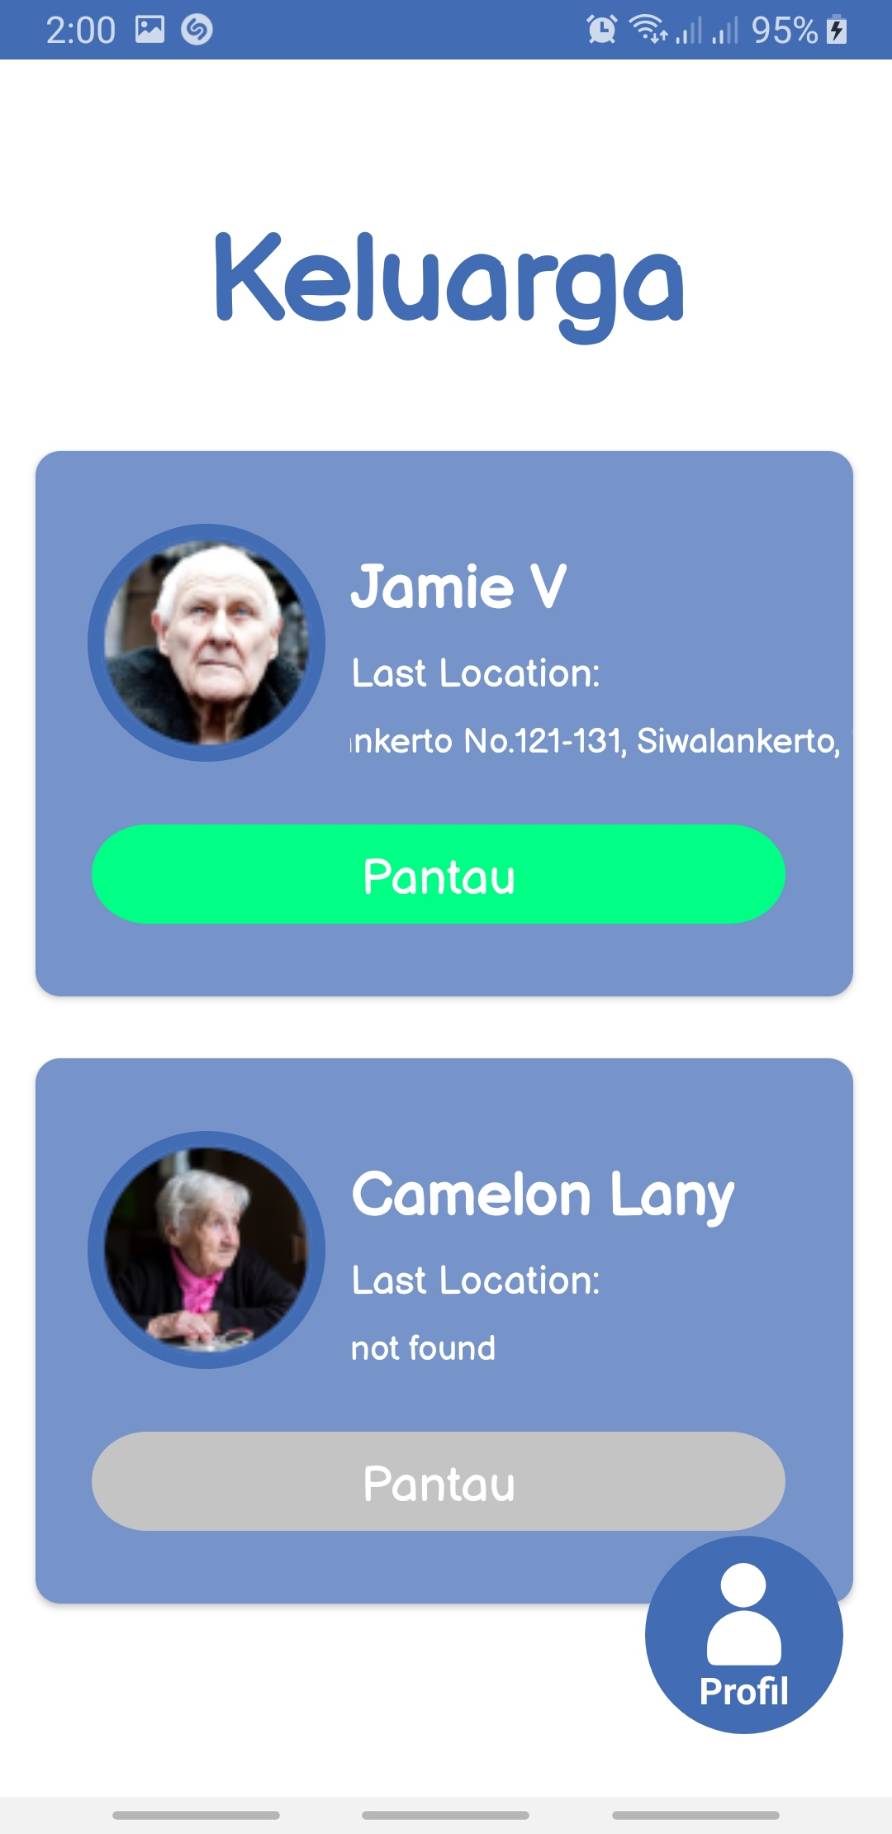 2:00 95%
Keluarga
Jamie V
Last Location:
nkerto No.121-131, Siwalankerto,
Pantau
Camelon Lany
Last Location:
not found
Pantau
Profil